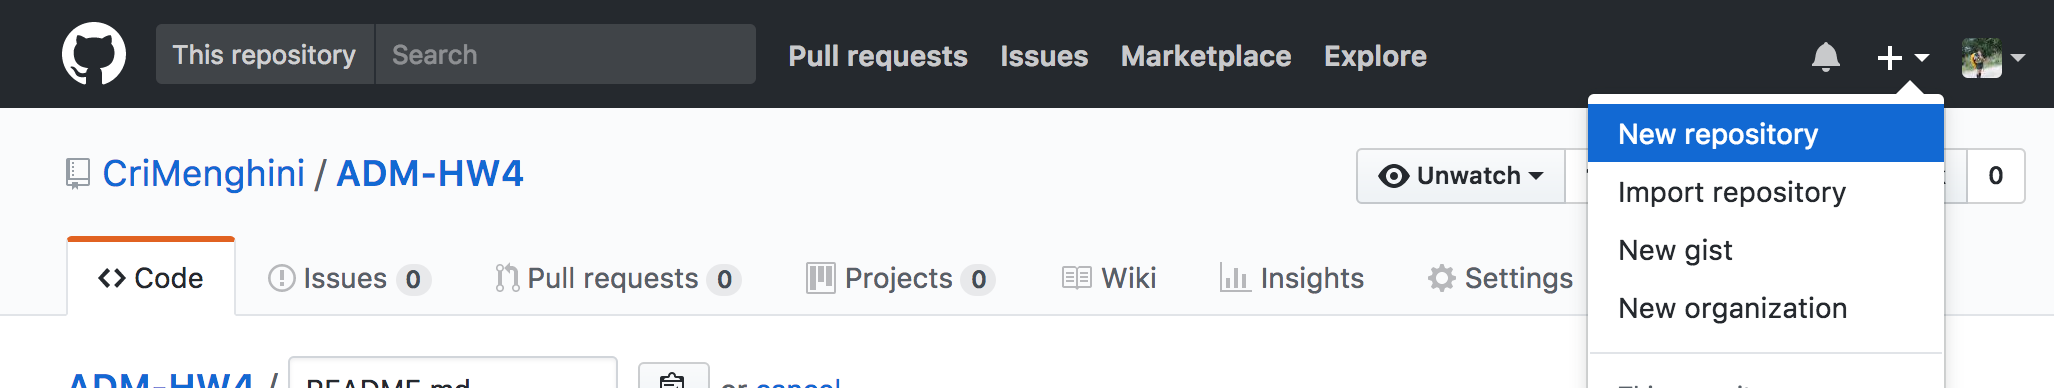 This repository Search Pull requests Issues Marketplace Explore
New repository
CriMenghini / ADM-HW4 Unwatch 0
Import repository
New gist
Code Issues 0 Pull requests 0 Projects 0 Wiki Insights Settings
New organization
ADM-HW4 / README.md or cancel